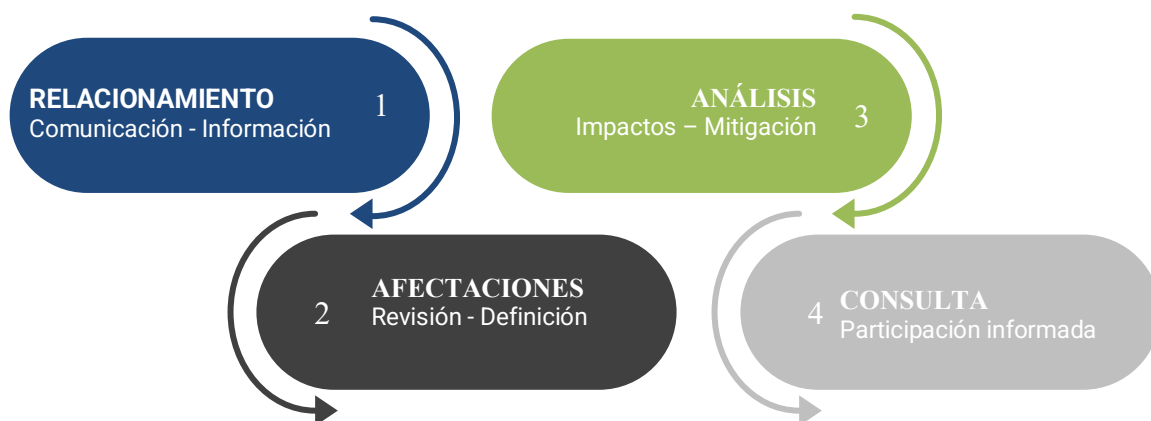 RELACIONAMIENTO
Comunicación - Información
1
2
AFECTACIONES
Revisión - Definición
ANÁLISIS
Impactos – Mitigación
3
4
CONSULTA
Participación informada